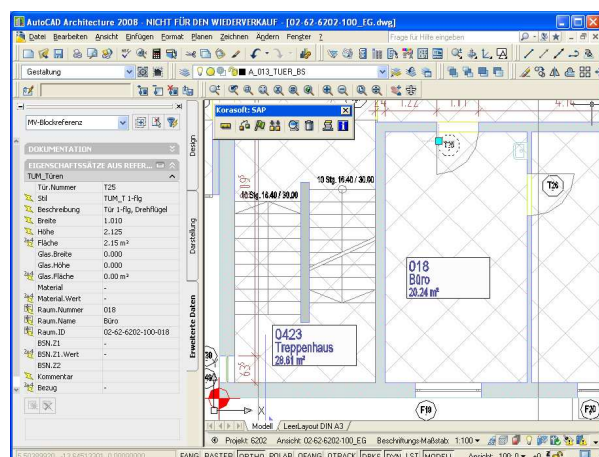 AutoCAD Architecture 2008 - NICHT FÜR DEN WIEDERVERKAUF - [02-62-6202-100_EG.dwg]
Datei Bearbeiten Ansicht Einfügen Format Planen Zeichnen Ändern Fenster ?
Frage für Hilfe eingeben
Gestaltung
A_013_TUER_BS
MV-Blockreferenz
Korasoft: SAP
DOKUMENTATION
EIGENSCHAFTSSÄTZE AUS REFER...
TUM_Türen
Tür.Nummer T25
Stil TUM_T 1-flg
Beschreibung Tür 1-flg, Drehflügel
Breite 1.010
Höhe 2.125
Fläche 2.15 m²
Glas.Breite 0.000
Glas.Höhe 0.000
Glas.Fläche 0.00 m²
Material -
Material.Wert -
Raum.Nummer 018
Raum.Name Büro
Raum.ID 02-62-6202-100-018
BSN.Z1 -
BSN.Z1.Wert -
BSN.Z2
Kommentar
Bezug -
Design
Darstellung
Erweiterte Daten
10 Stg. 16.40 / 30.00
10 Stg. 16.40 / 30.00
T25
T26
018
Büro
20.24 m²
0423
Treppenhaus
28.61 m²
F19
F20
X
Modell LeerLayout DIN A3
Projekt: 6202 Ansicht: 02-62-6202-100_EG Beschriftungs-Maßstab: 1:100
FANG RASTER ORTHO POLAR OFANG OTRACK DBKS DYN LST MODELL Ansicht: 100: 0